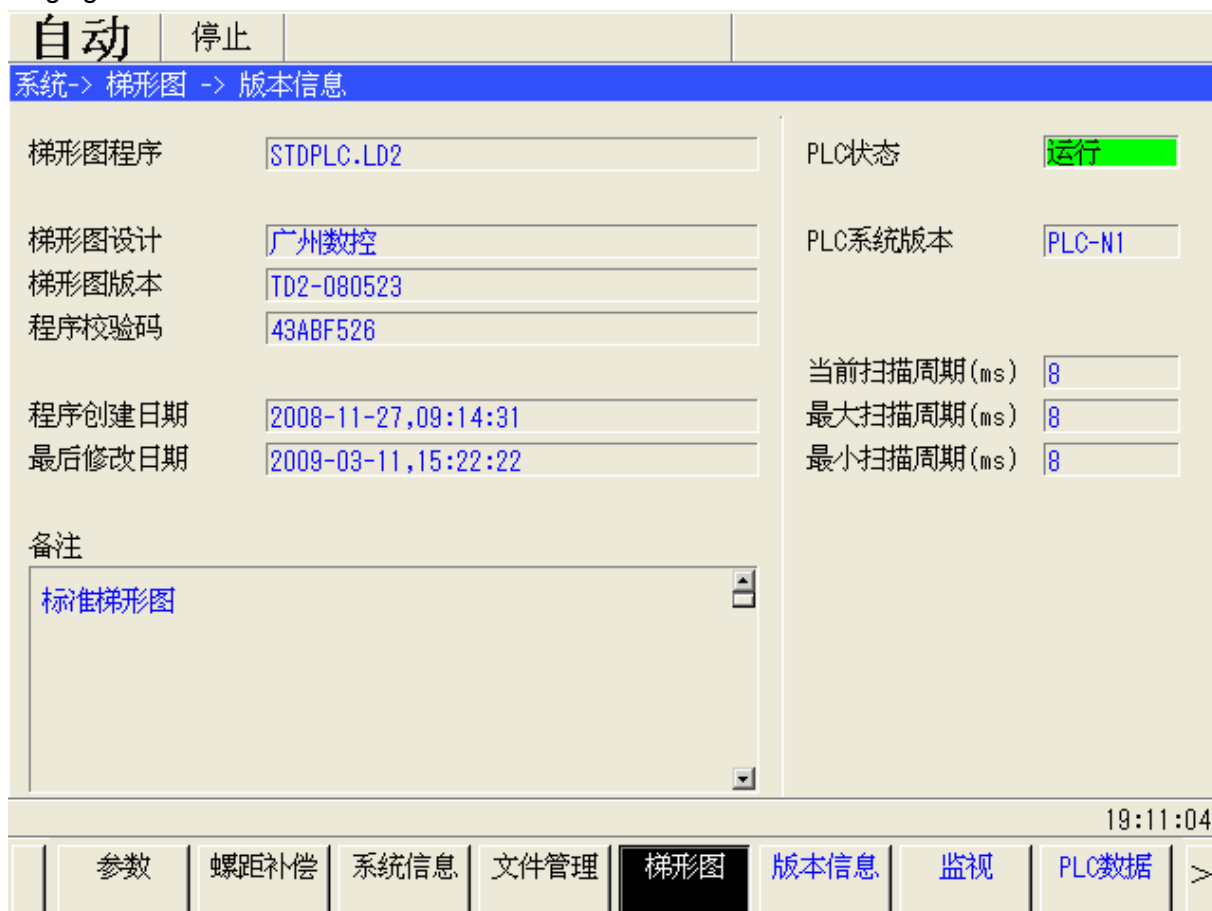 自动 停止
系统-> 梯形图 -> 版本信息
梯形图程序 STDPLC.LD2 PLC状态 运行
梯形图设计 广州数控 PLC系统版本 PLC-N1
梯形图版本 TD2-080523
程序校验码 43ABF526
当前扫描周期(ms) 8
程序创建日期 2008-11-27,09:14:31 最大扫描周期(ms) 8
最后修改日期 2009-03-11,15:22:22 最小扫描周期(ms) 8
备注
标准梯形图
19:11:04
参数 螺距补偿 系统信息 文件管理 梯形图 版本信息 监视 PLC数据 >